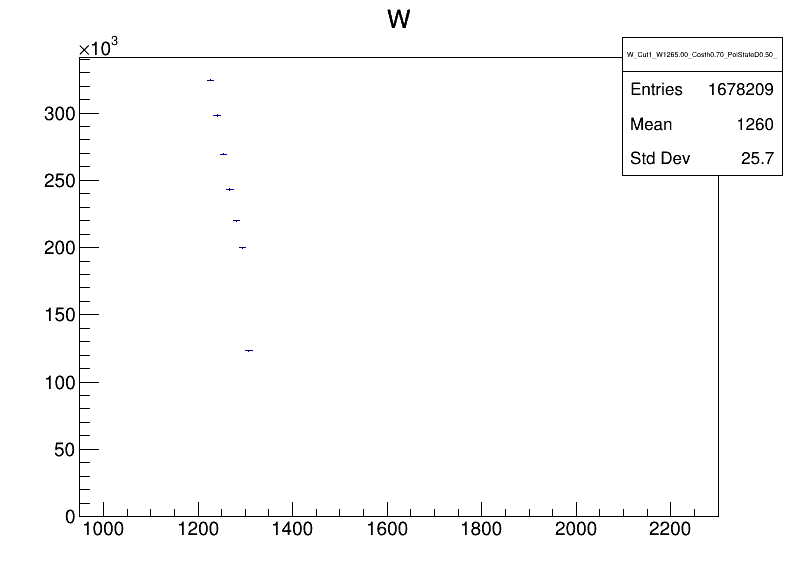 W
×10³
W_Cut1_W1265.00_Costh0.70_PolStateD0.50_
Entries 1678209
Mean 1260
Std Dev 25.7
300
250
200
150
100
50
0
1000 1200 1400 1600 1800 2000 2200